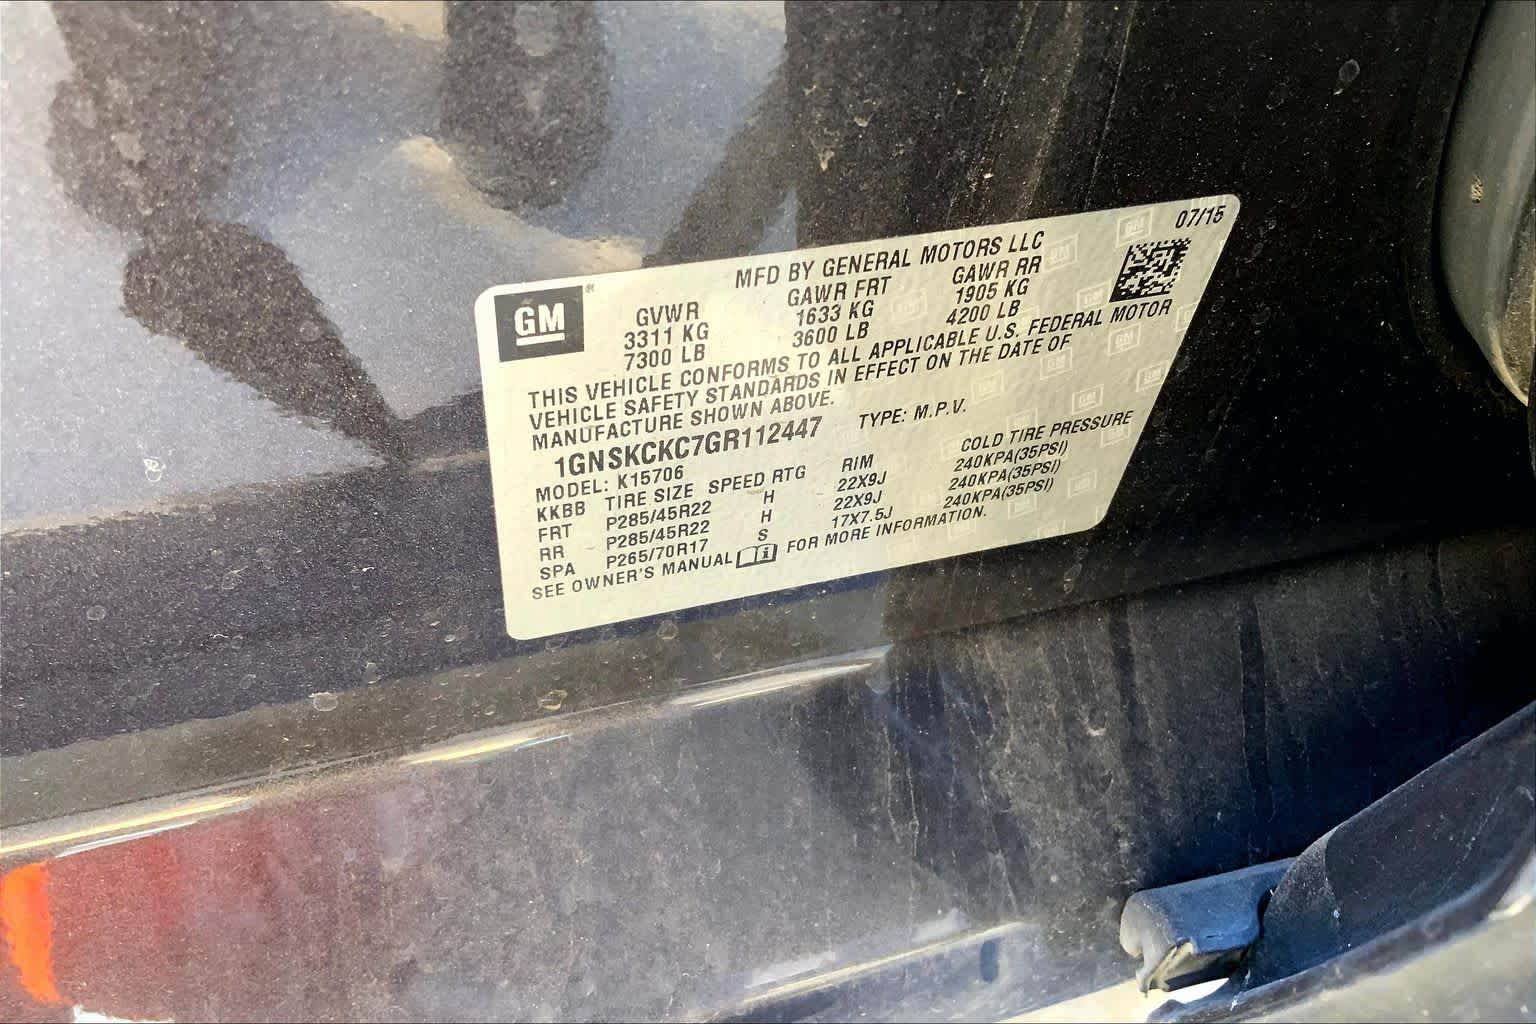 07/15
MFD BY GENERAL MOTORS LLC
GM ®
GVWR GAWR FRT GAWR RR
3311 KG 1633 KG 1905 KG
7300 LB 3600 LB 4200 LB
THIS VEHICLE CONFORMS TO ALL APPLICABLE U.S. FEDERAL MOTOR
VEHICLE SAFETY STANDARDS IN EFFECT ON THE DATE OF
MANUFACTURE SHOWN ABOVE.
1GNSKCKC7GR112447 TYPE: M.P.V.
MODEL: K15706
KKBB TIRE SIZE SPEED RTG RIM COLD TIRE PRESSURE
FRT P285/45R22 H 22X9J 240KPA(35PSI)
RR P285/45R22 H 22X9J 240KPA(35PSI)
SPA P265/70R17 S 17X7.5J 240KPA(35PSI)
SEE OWNER'S MANUAL i FOR MORE INFORMATION.